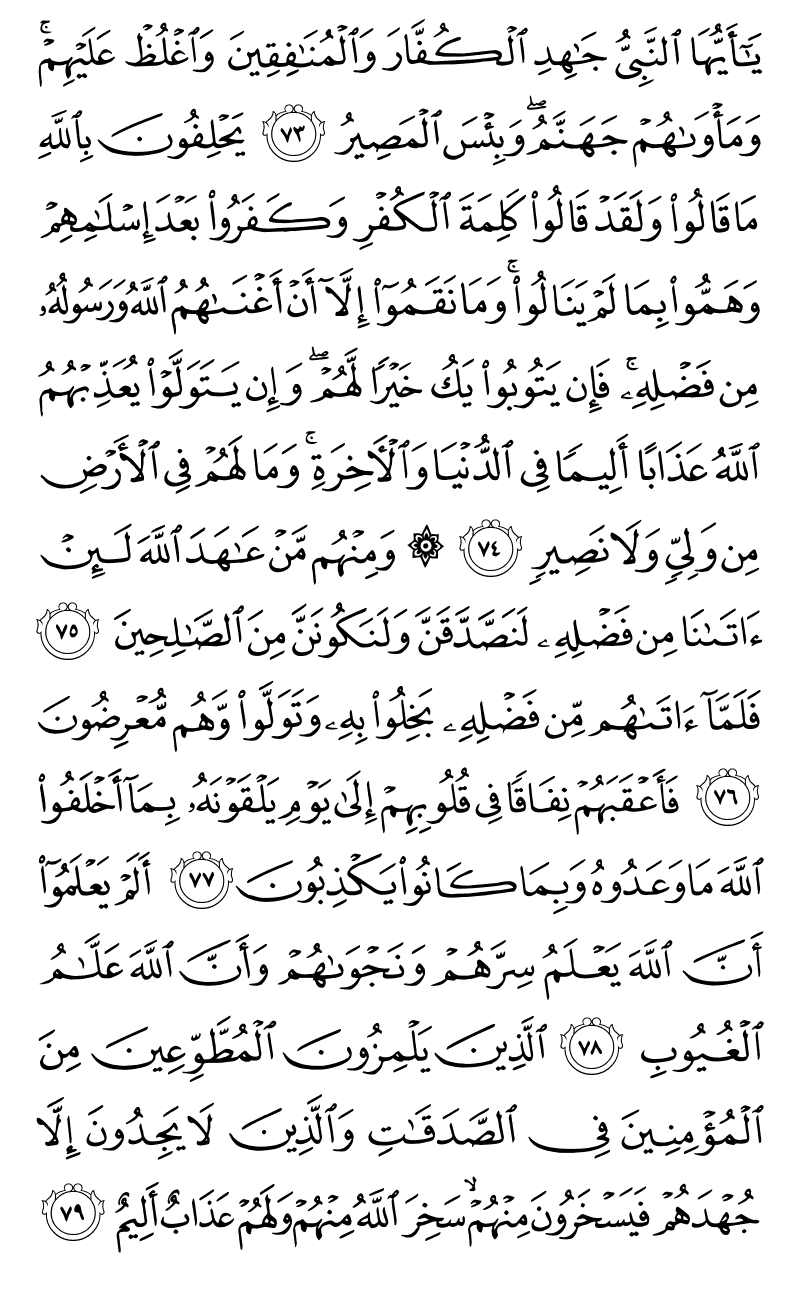 يَـٰٓأَيُّهَا ٱلنَّبِىُّ جَـٰهِدِ ٱلْكُفَّارَ وَٱلْمُنَـٰفِقِينَ وَٱغْلُظْ عَلَيْهِمْ ۚ
وَمَأْوَىٰهُمْ جَهَنَّمُ ۖ وَبِئْسَ ٱلْمَصِيرُ ٧٣ يَحْلِفُونَ بِٱللَّهِ
مَا قَالُوا۟ وَلَقَدْ قَالُوا۟ كَلِمَةَ ٱلْكُفْرِ وَكَفَرُوا۟ بَعْدَ إِسْلَـٰمِهِمْ
وَهَمُّوا۟ بِمَا لَمْ يَنَالُوا۟ ۚ وَمَا نَقَمُوٓا۟ إِلَّآ أَنْ أَغْنَىٰهُمُ ٱللَّهُ وَرَسُولُهُۥ
مِن فَضْلِهِۦ ۚ فَإِن يَتُوبُوا۟ يَكُ خَيْرًا لَّهُمْ ۖ وَإِن يَتَوَلَّوْا۟ يُعَذِّبْهُمُ
ٱللَّهُ عَذَابًا أَلِيمًا فِى ٱلدُّنْيَا وَٱلْـَٔاخِرَةِ ۚ وَمَا لَهُمْ فِى ٱلْأَرْضِ
مِن وَلِىٍّ وَلَا نَصِيرٍ ٧٤ ۞ وَمِنْهُم مَّنْ عَـٰهَدَ ٱللَّهَ لَئِنْ
ءَاتَىٰنَا مِن فَضْلِهِۦ لَنَصَّدَّقَنَّ وَلَنَكُونَنَّ مِنَ ٱلصَّـٰلِحِينَ ٧٥
فَلَمَّآ ءَاتَىٰهُم مِّن فَضْلِهِۦ بَخِلُوا۟ بِهِۦ وَتَوَلَّوا۟ وَّهُم مُّعْرِضُونَ
٧٦ فَأَعْقَبَهُمْ نِفَاقًا فِى قُلُوبِهِمْ إِلَىٰ يَوْمِ يَلْقَوْنَهُۥ بِمَآ أَخْلَفُوا۟
ٱللَّهَ مَا وَعَدُوهُ وَبِمَا كَانُوا۟ يَكْذِبُونَ ٧٧ أَلَمْ يَعْلَمُوٓا۟
أَنَّ ٱللَّهَ يَعْلَمُ سِرَّهُمْ وَنَجْوَىٰهُمْ وَأَنَّ ٱللَّهَ عَلَّـٰمُ
ٱلْغُيُوبِ ٧٨ ٱلَّذِينَ يَلْمِزُونَ ٱلْمُطَّوِّعِينَ مِنَ
ٱلْمُؤْمِنِينَ فِى ٱلصَّدَقَـٰتِ وَٱلَّذِينَ لَا يَجِدُونَ إِلَّا
جُهْدَهُمْ فَيَسْخَرُونَ مِنْهُمْ ۙ سَخِرَ ٱللَّهُ مِنْهُمْ وَلَهُمْ عَذَابٌ أَلِيمٌ ٧٩